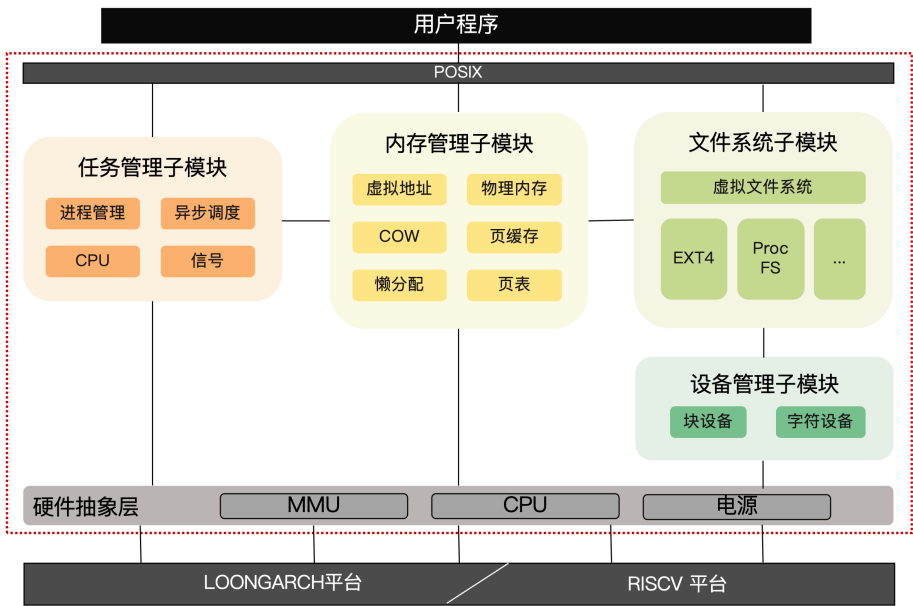 用户程序
POSIX
任务管理子模块
进程管理
异步调度
CPU
信号
内存管理子模块
虚拟地址
物理内存
COW
页缓存
懒分配
页表
文件系统子模块
虚拟文件系统
EXT4
Proc
FS
...
设备管理子模块
块设备
字符设备
硬件抽象层
MMU
CPU
电源
LOONGARCH平台
RISCV 平台